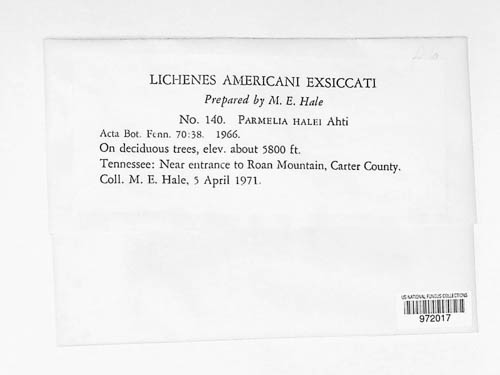 LICHENES AMERICANI EXSICCATI
Prepared by M. E. Hale
No. 140. PARMELIA HALEI Ahti
Acta Bot. Fenn. 70:38. 1966.
On deciduous trees, elev. about 5800 ft.
Tennessee: Near entrance to Roan Mountain, Carter County.
Coll. M. E. Hale, 5 April 1971.
US NATIONAL FUNGUS COLLECTIONS
972017